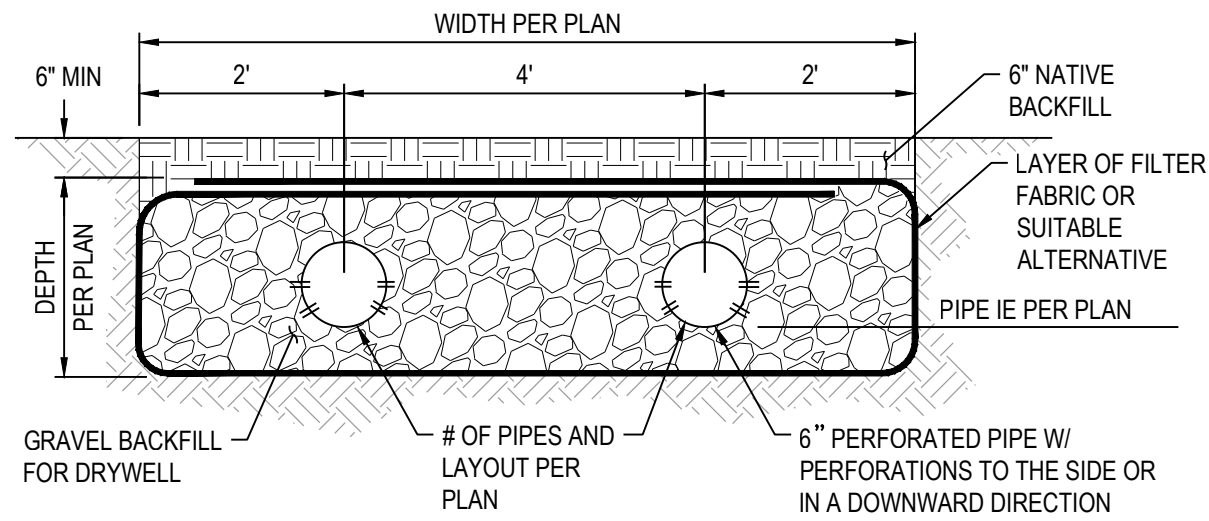 WIDTH PER PLAN
6" MIN
2'
4'
2'
6" NATIVE
BACKFILL
LAYER OF FILTER
FABRIC OR
SUITABLE
ALTERNATIVE
DEPTH
PER PLAN
PIPE IE PER PLAN
GRAVEL BACKFILL
FOR DRYWELL
# OF PIPES AND
LAYOUT PER
PLAN
6” PERFORATED PIPE W/
PERFORATIONS TO THE SIDE OR
IN A DOWNWARD DIRECTION